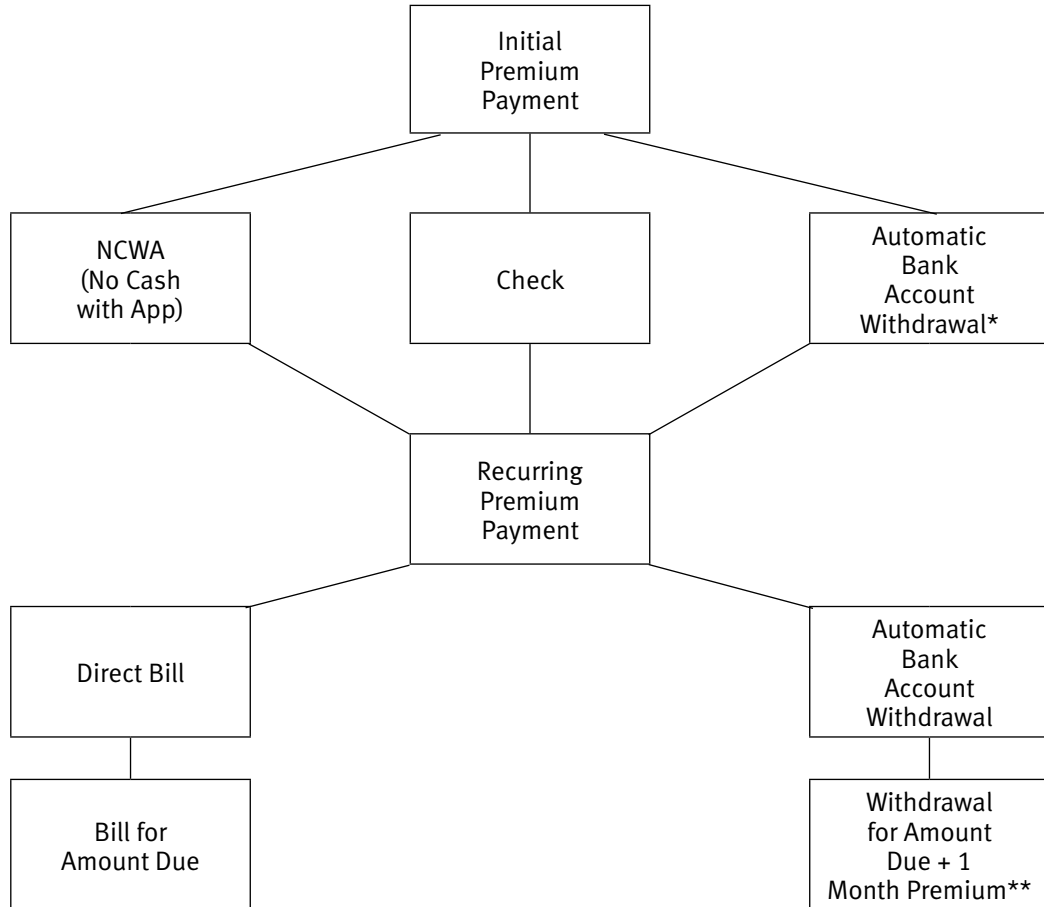 Initial
Premium
Payment
NCWA
(No Cash
with App)
Check
Automatic
Bank
Account
Withdrawal*
Recurring
Premium
Payment
Direct Bill
Automatic
Bank
Account
Withdrawal
Bill for
Amount Due
Withdrawal
for Amount
Due + 1
Month Premium**